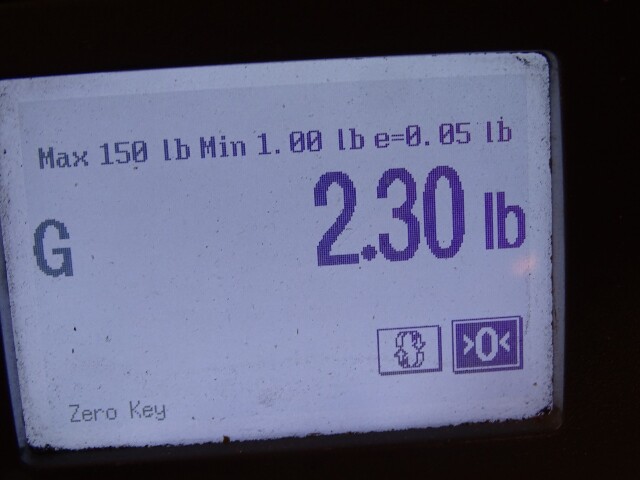 Max 150 lb Min 1.00 lb e=0.05 lb
G 2.30 lb
>0<
Zero Key